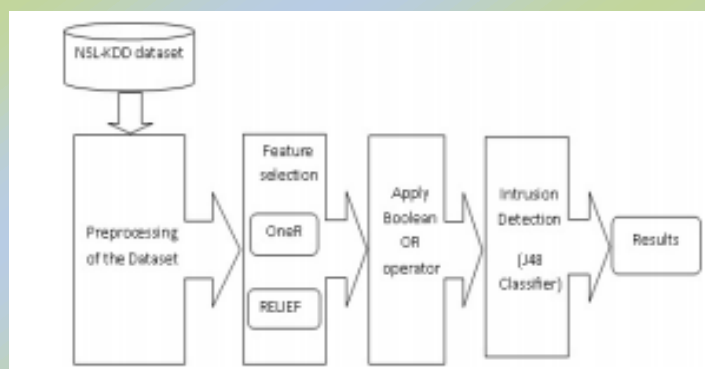 NSL-KDD dataset
Preprocessing
of the Dataset
Feature
selection
OneR
RELIEF
Apply
Boolean
OR
operator
Intrusion
Detection
(J48
Classifier)
Results